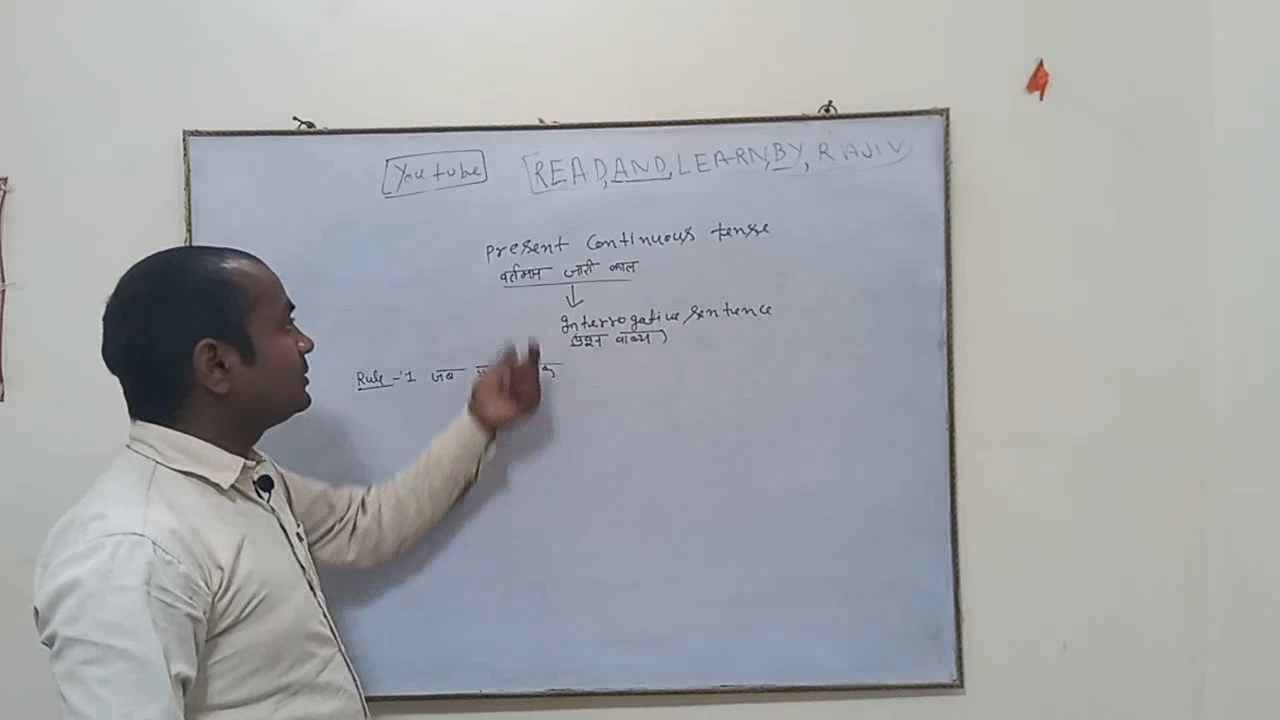 YouTube READ, AND, LEARN, BY, RAJIV
Present Continuous tense
वर्तमान जारी काल
Interrogative sentence
प्रश्न वाक्य)
Rule-'1 जब